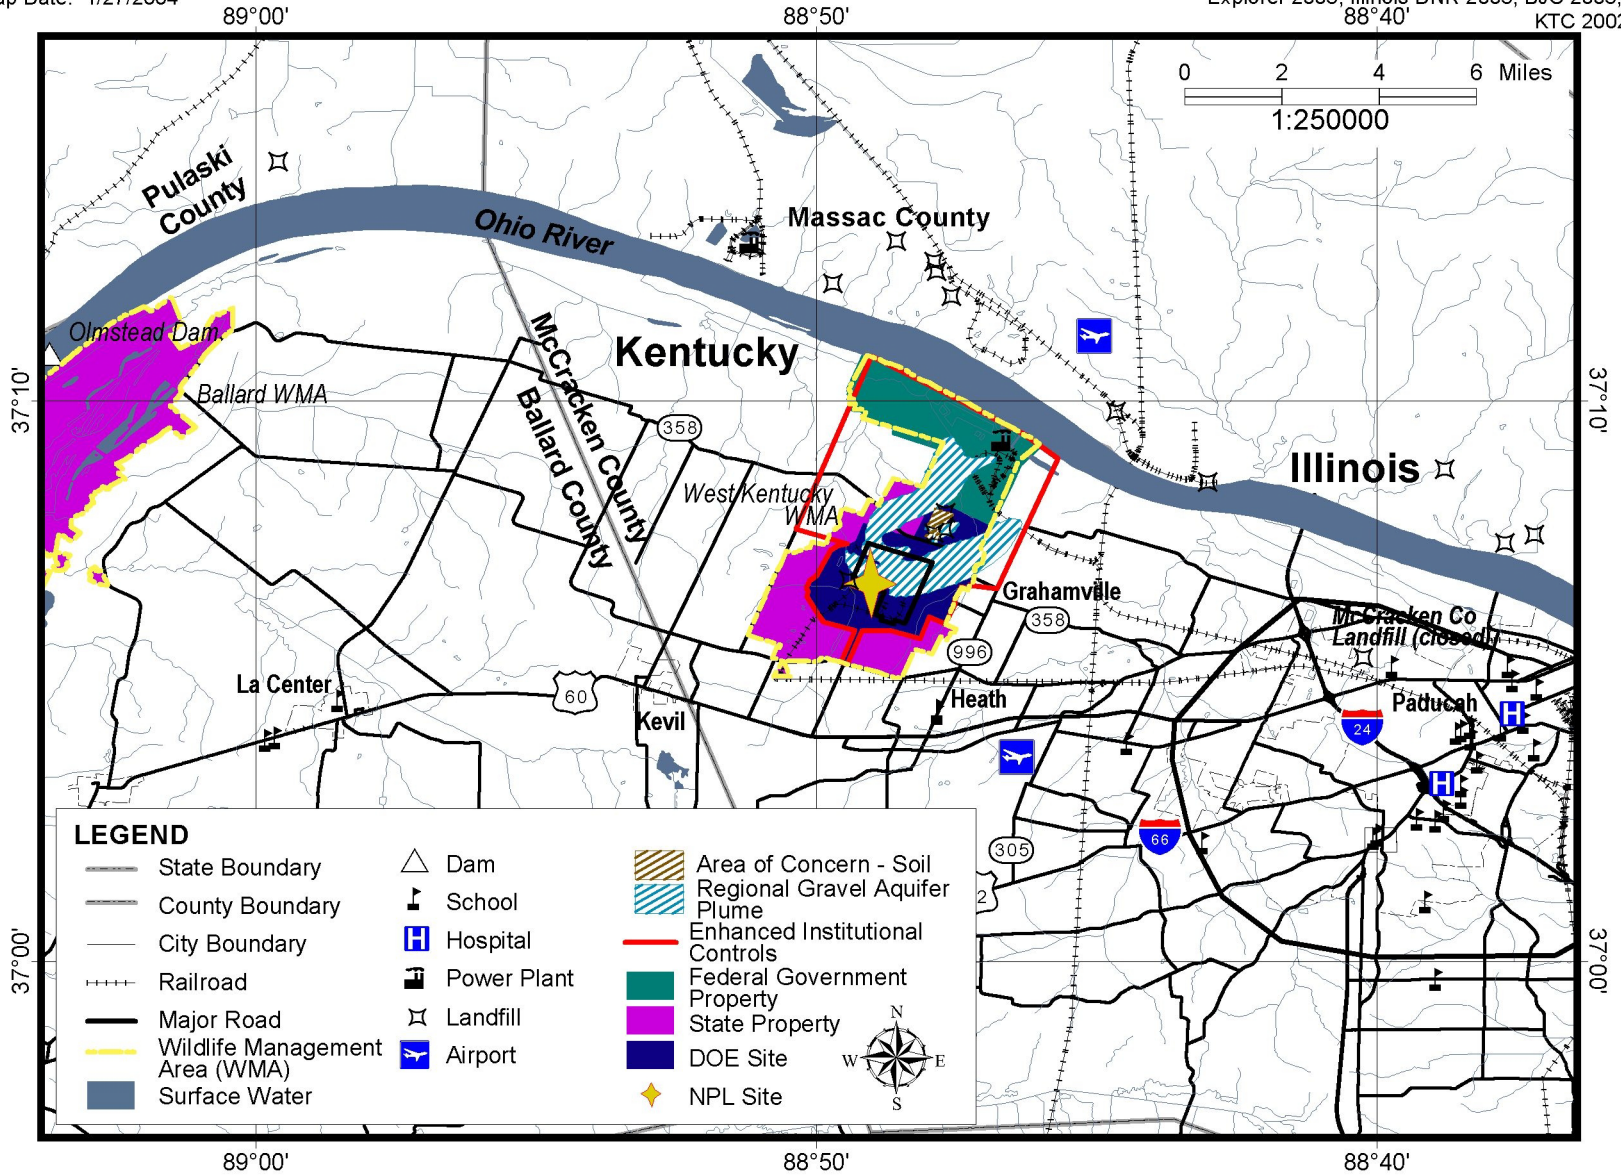 89°00'
88°50'
88°40'
KTC 2002
0 2 4 6 Miles
1:250000
Pulaski
County
Ohio River
Massac County
Olmstead Dam
Ballard WMA
McCracken County
Ballard County
Kentucky
358
37°10'
37°10'
Illinois
West Kentucky
WMA
Grahamville
358
996
McCracken Co
Landfill (closed)
La Center
60
Kevil
Heath
Paducah
H
24
H
66
305
2
37°00'
37°00'
LEGEND
State Boundary
County Boundary
City Boundary
Railroad
Major Road
Wildlife Management
Area (WMA)
Surface Water
Dam
School
H Hospital
Power Plant
Landfill
Airport
Area of Concern - Soil
Regional Gravel Aquifer
Plume
Enhanced Institutional
Controls
Federal Government
Property
State Property
DOE Site
NPL Site
N
W E
S
89°00'
88°50'
88°40'